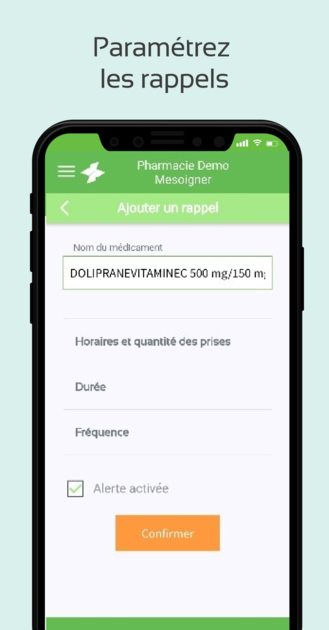 Paramétrez
les rappels
Pharmacie Demo
Mesoigner
Ajouter un rappel
Nom du médicament
DOLIPRANEVITAMINEC 500 mg/150 m
Horaires et quantité des prises
Durée
Fréquence
Alerte activée
Confirmer